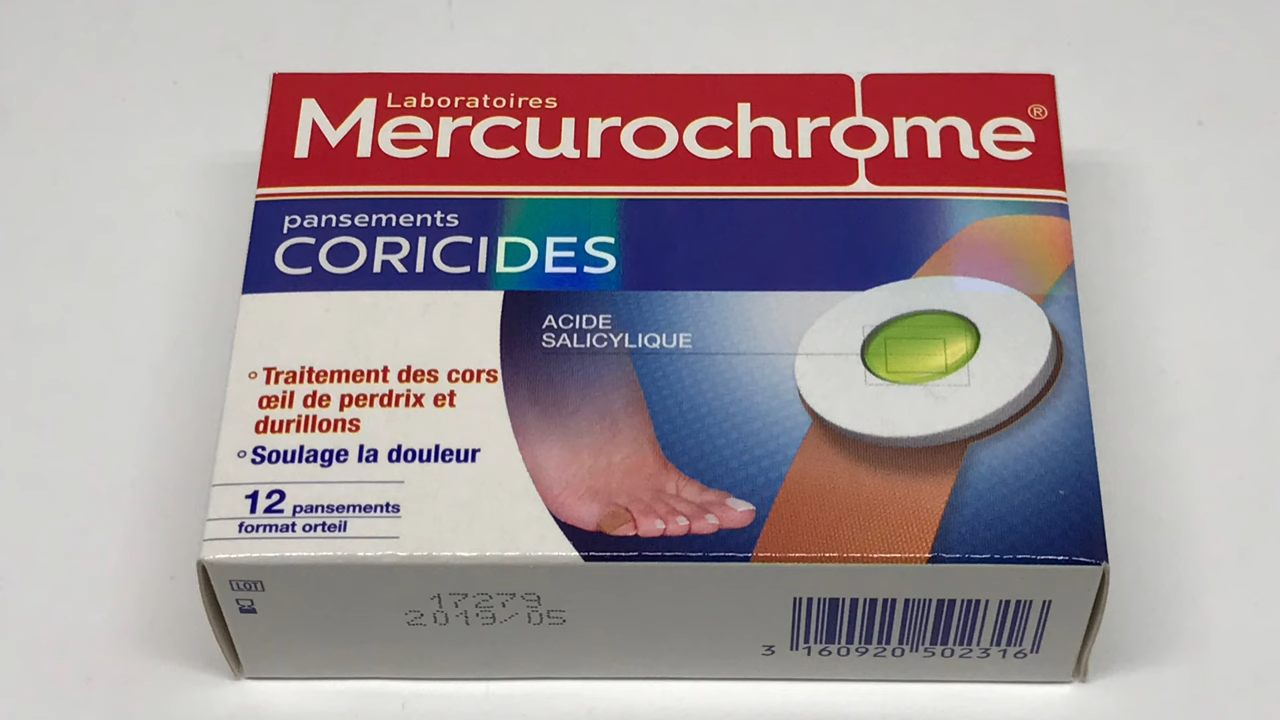 Laboratoires
Mercurochrome®
pansements
CORICIDES
ACIDE
SALICYLIQUE
° Traitement des cors
œil de perdrix et
durillons
° Soulage la douleur
12 pansements
format orteil
LOT
17279
2019/05
3 160920 502316